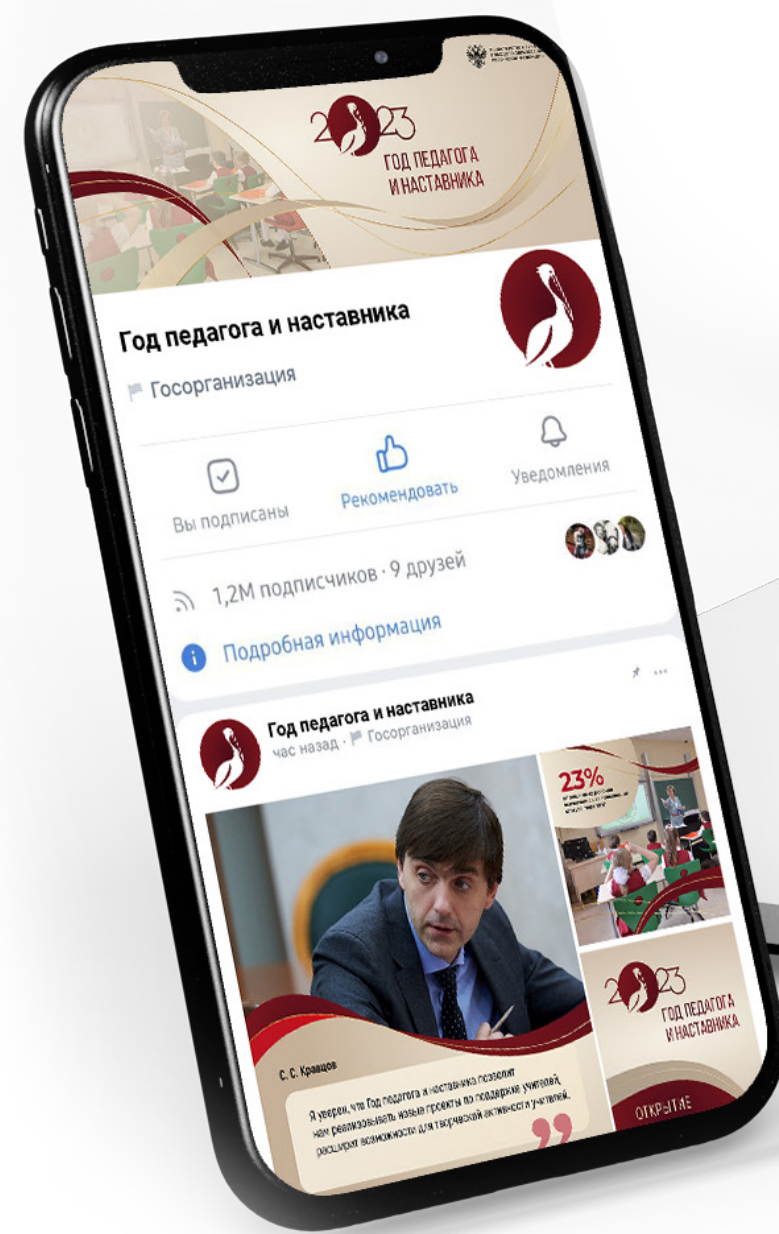 2023
ГОД ПЕДАГОГА
И НАСТАВНИКА
Год педагога и наставника
Госорганизация
Вы подписаны
Рекомендовать
Уведомления
1,2М подписчиков · 9 друзей
Подробная информация
Год педагога и наставника
час назад · Госорганизация
23%
С. С. Кравцов
Я уверен, что Год педагога и наставника позволит
нам реализовывать новые проекты по поддержке учителей,
расширит возможности для творческой активности учителей.
2023
ГОД ПЕДАГОГА
И НАСТАВНИКА
ОТКРЫТИЕ